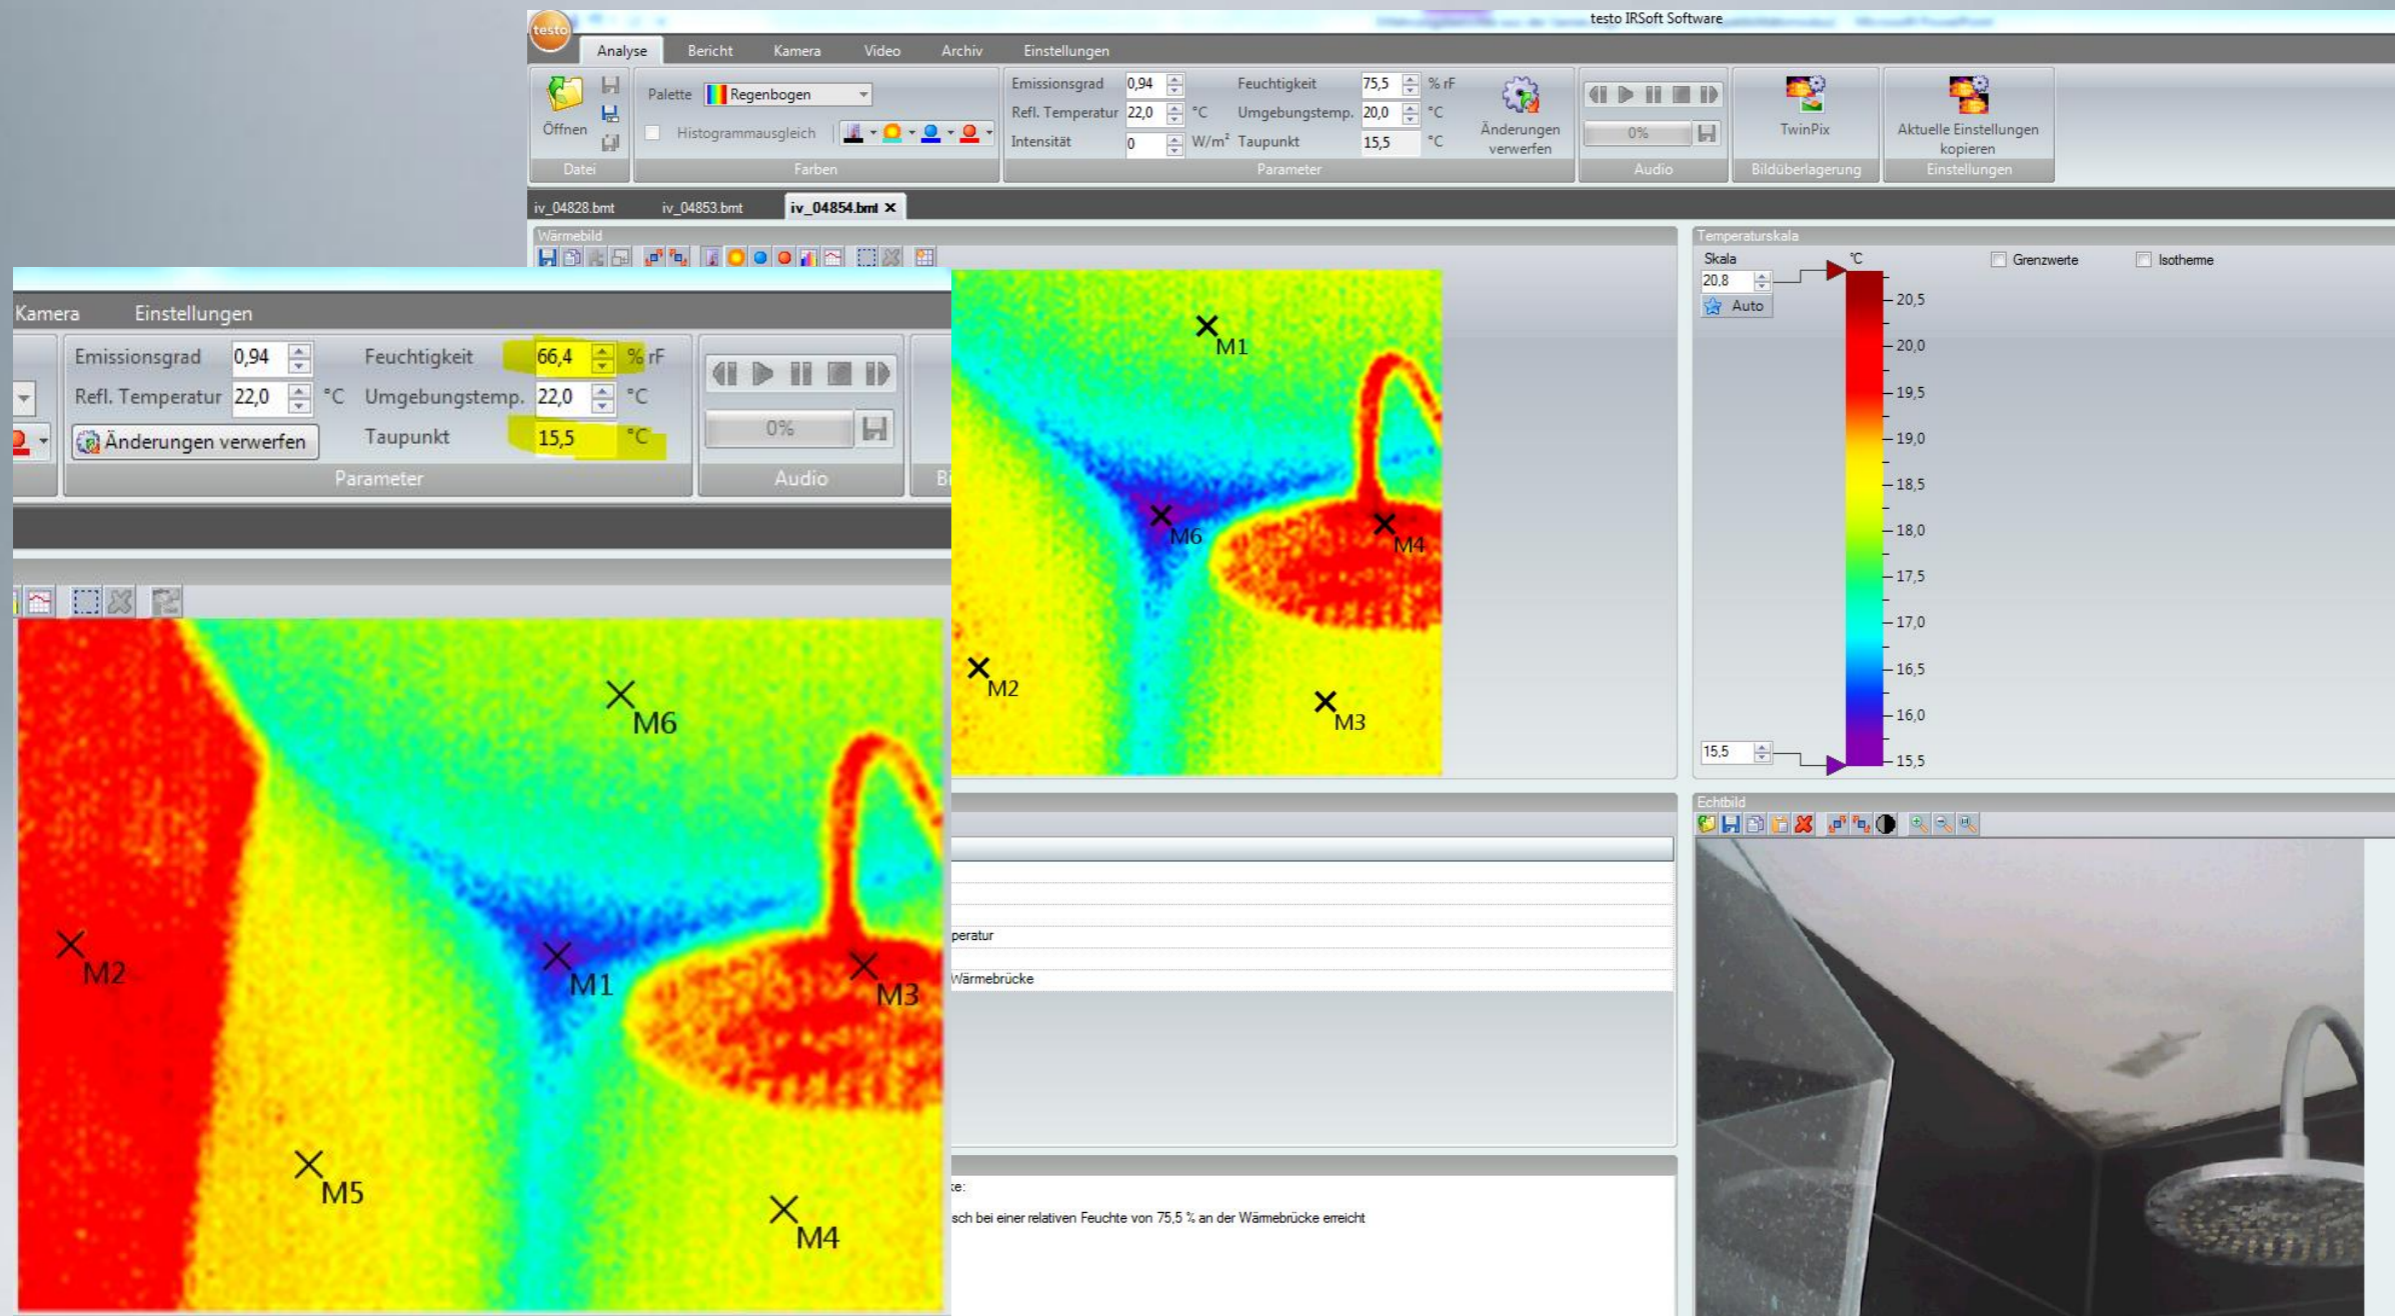 testo IRSoft Software
testo
Analyse Bericht Kamera Video Archiv Einstellungen
Öffnen
Datei
Palette Regenbogen
Histogrammausgleich
Farben
Emissionsgrad 0,94 Feuchtigkeit 75,5 % rF
Refl. Temperatur 22,0 °C Umgebungstemp. 20,0 °C
Intensität 0 W/m² Taupunkt 15,5 °C
Änderungen
verwerfen
Parameter
0%
Audio
TwinPix
Bildüberlagerung
Aktuelle Einstellungen
kopieren
Einstellungen
iv_04828.bmt iv_04853.bmt iv_04854.bmt
Wärmebild
Kamera Einstellungen
Emissionsgrad 0,94 Feuchtigkeit 66,4 % rF
Refl. Temperatur 22,0 °C Umgebungstemp. 22,0 °C
Änderungen verwerfen Taupunkt 15,5 °C
Parameter
0%
Audio
Bi
M6
M2
M1
M3
M5
M4
M1
M6
M4
M2
M3
Temperaturskala
Skala °C Grenzwerte Isotherme
20,8
Auto
20,5
20,0
19,5
19,0
18,5
18,0
17,5
17,0
16,5
16,0
15,5
15,5
peratur
Wärmebrücke
sch bei einer relativen Feuchte von 75,5 % an der Wärmebrücke erreicht
Echtbild